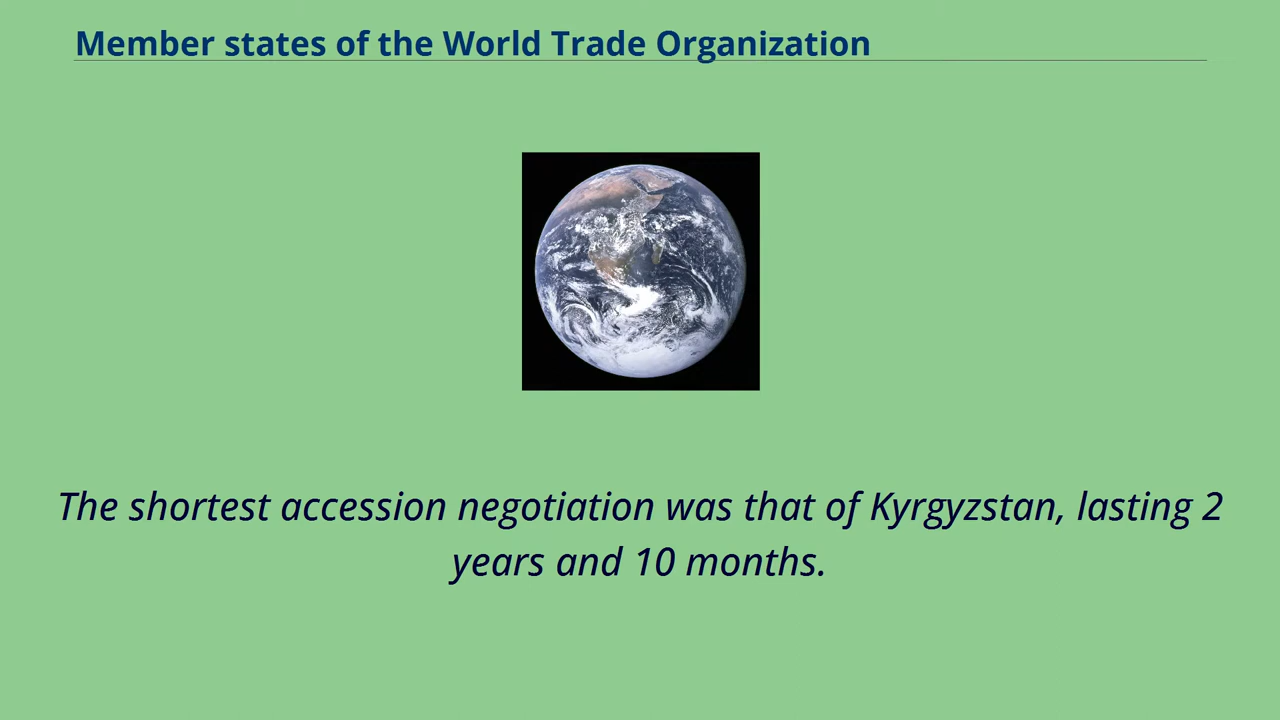 Member states of the World Trade Organization
The shortest accession negotiation was that of Kyrgyzstan, lasting 2
years and 10 months.